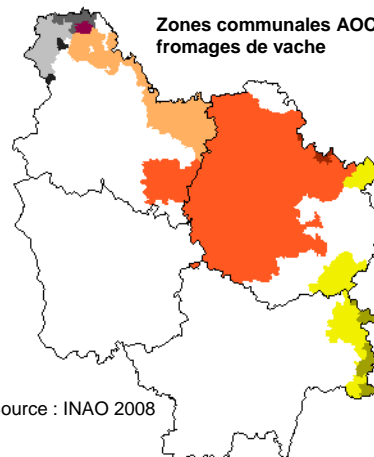 Zones communales AOC
fromages de vache
ource : INAO 2008